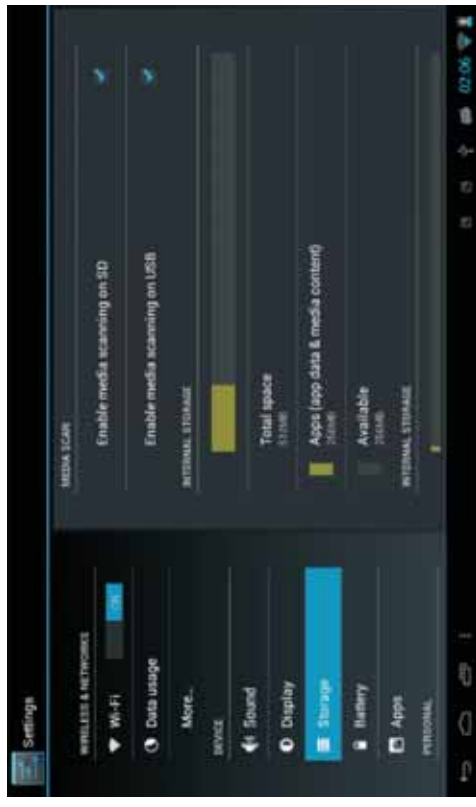 Settings
WIRELESS & NETWORKS
Wi-Fi
ON
Data usage
More...
DEVICE
Sound
Display
Storage
Battery
Apps
PERSONAL
MEDIA SCAN
Enable media scanning on SD
Enable media scanning on USB
INTERNAL STORAGE
Total space
Apps (app data & media content)
Available
INTERNAL STORAGE
02:06